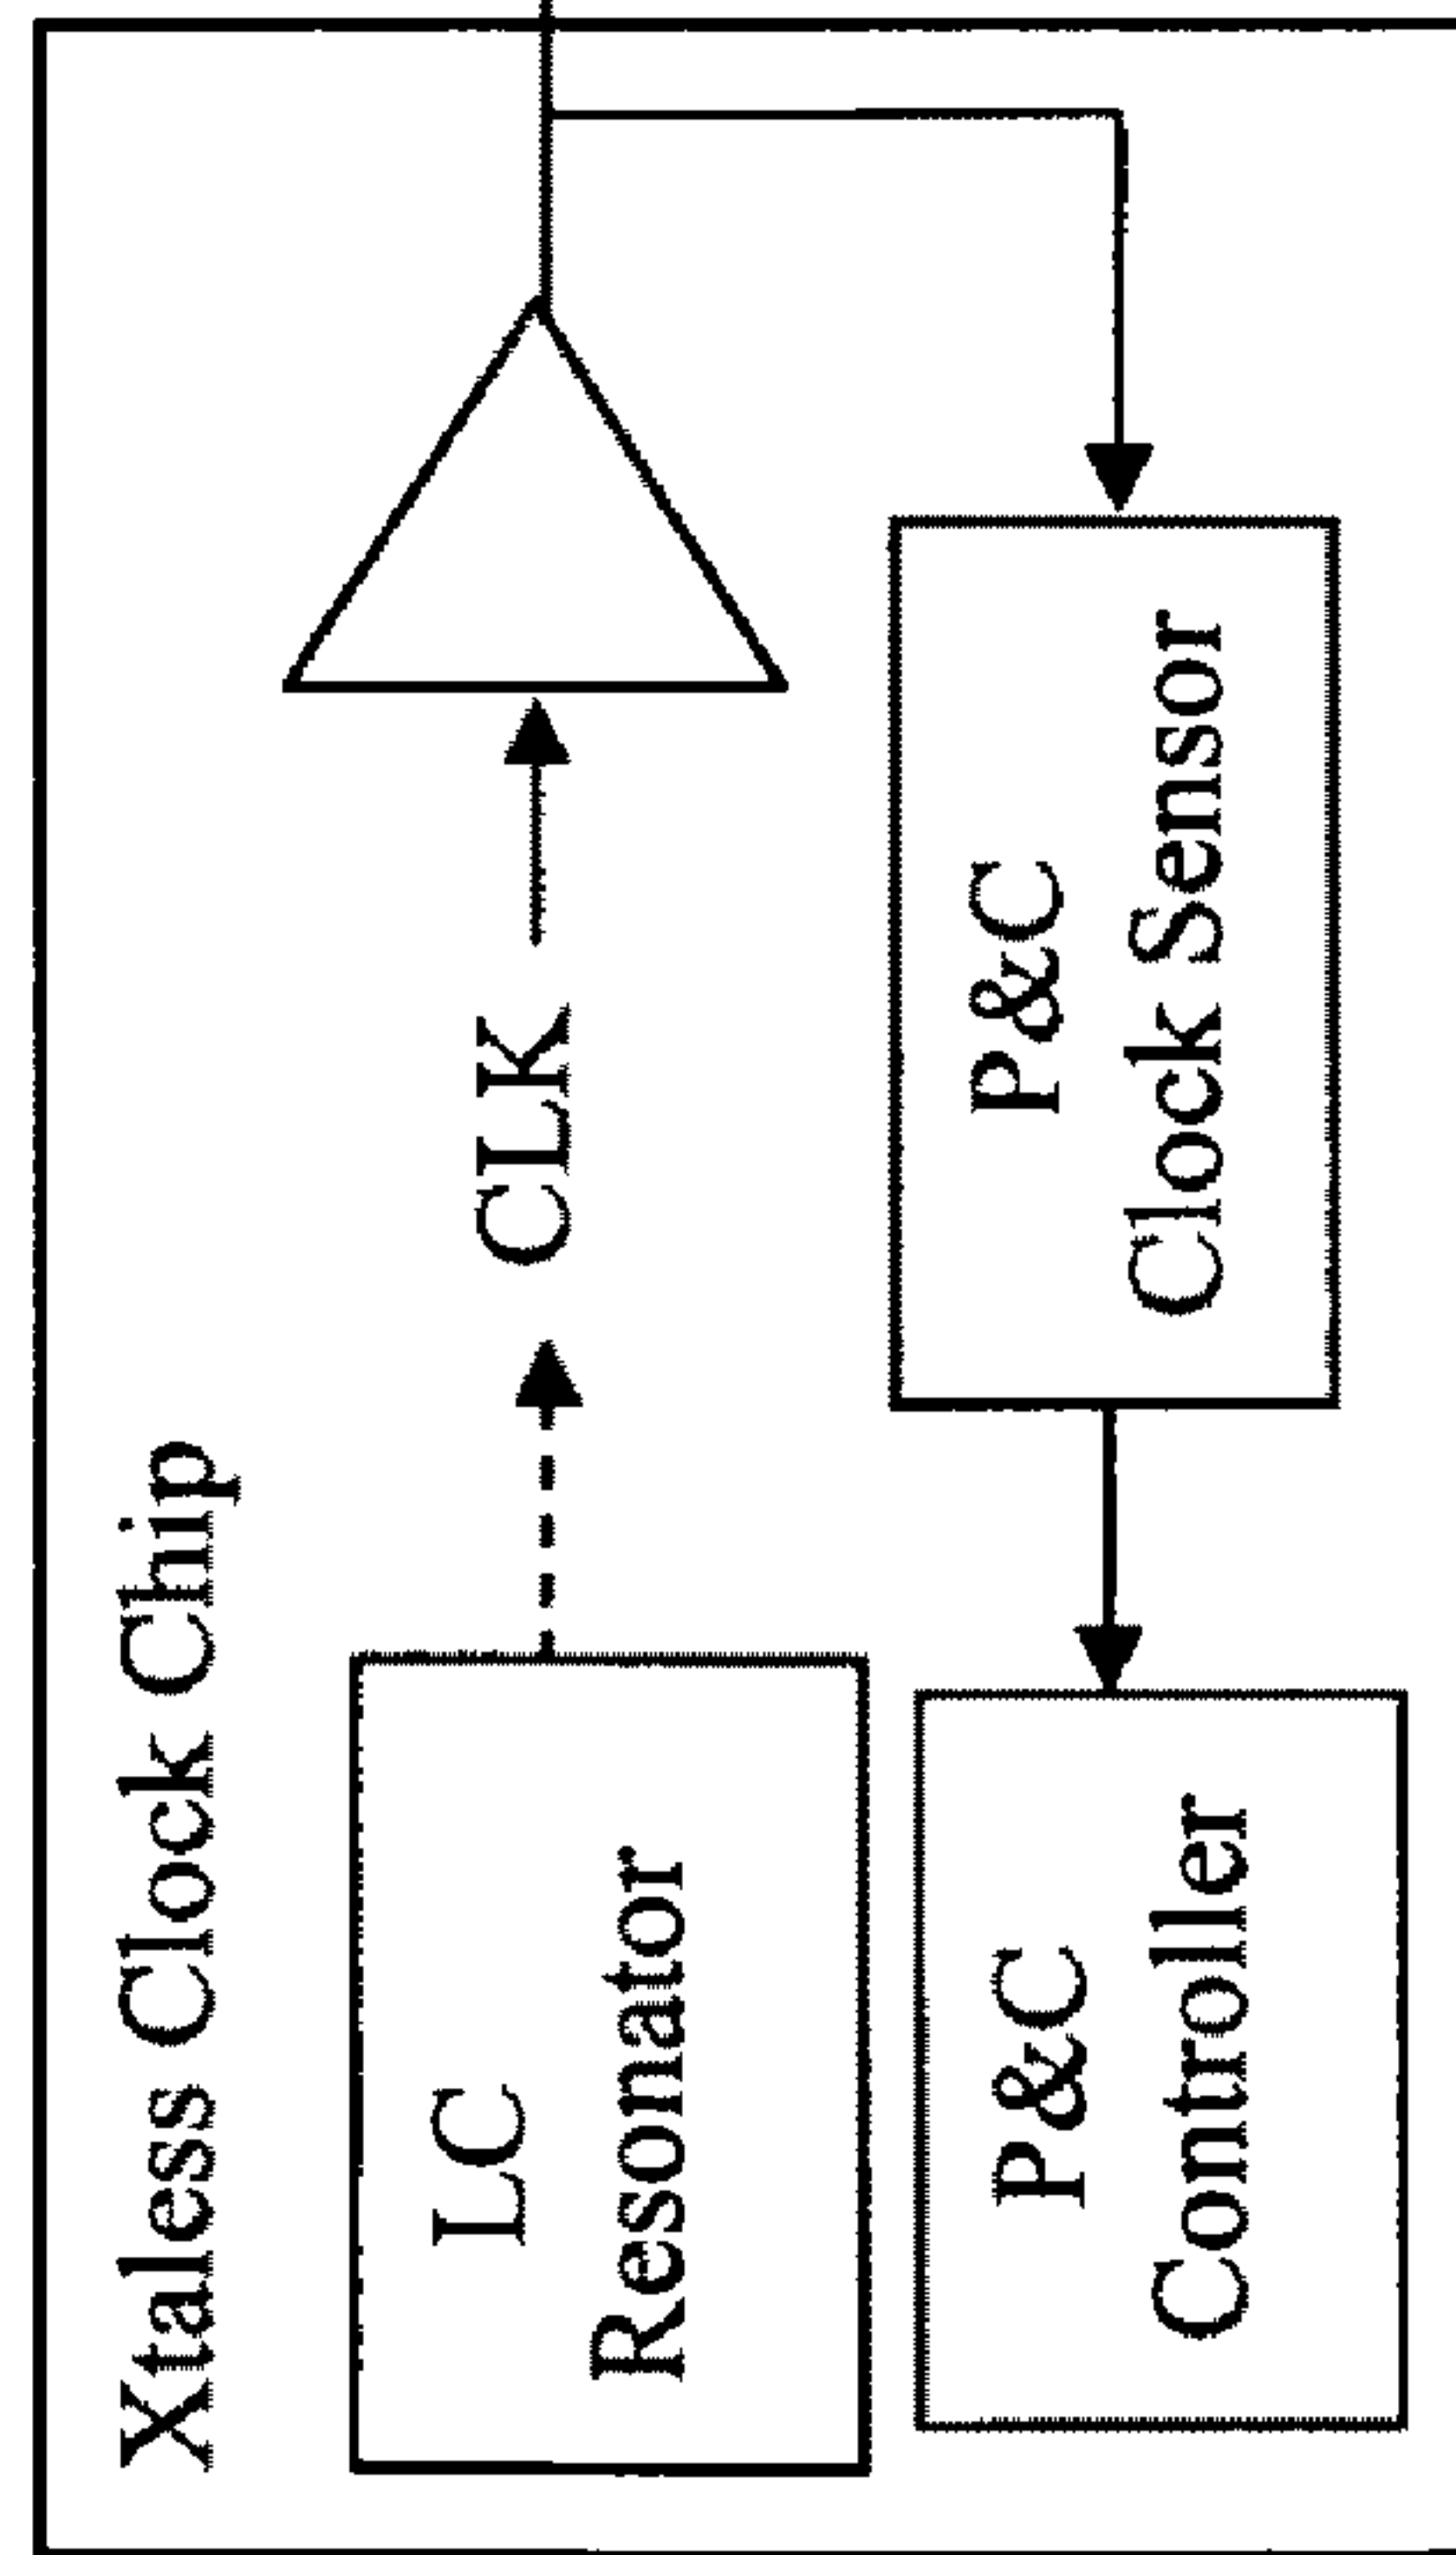 Xtaless Clock Chip
LC
Resonator
CLK
P&C
Controller
P&C
Clock Sensor